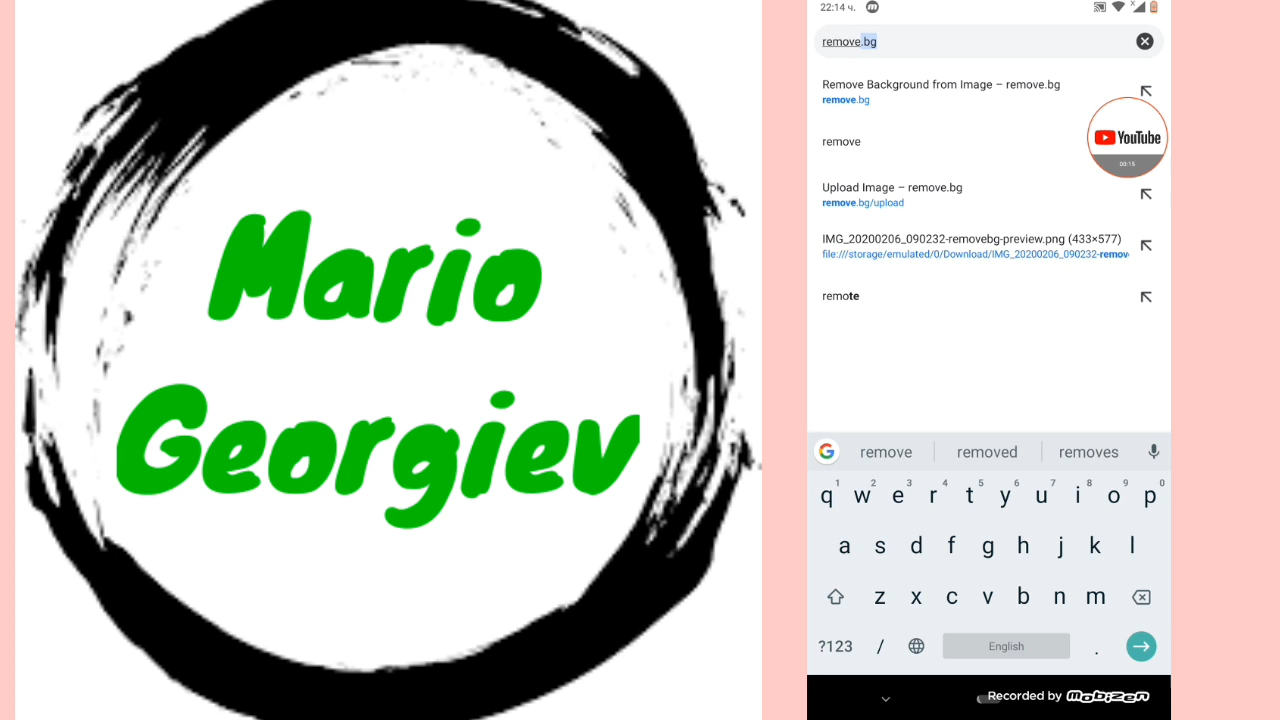 Mario
Georgiev
22:14 ч.
remove.bg
Remove Background from Image – remove.bg
remove.bg
remove
YouTube
00:15
Upload Image – remove.bg
remove.bg/upload
IMG_20200206_090232-removebg-preview.png (433×577)
file:///storage/emulated/0/Download/IMG_20200206_090232-remov
remote
remove removed removes
1 2 3 4 5 6 7 8 9 0
q w e r t y u i o p
a s d f g h j k l
z x c v b n m
?123 / English .
Recorded by mobizen